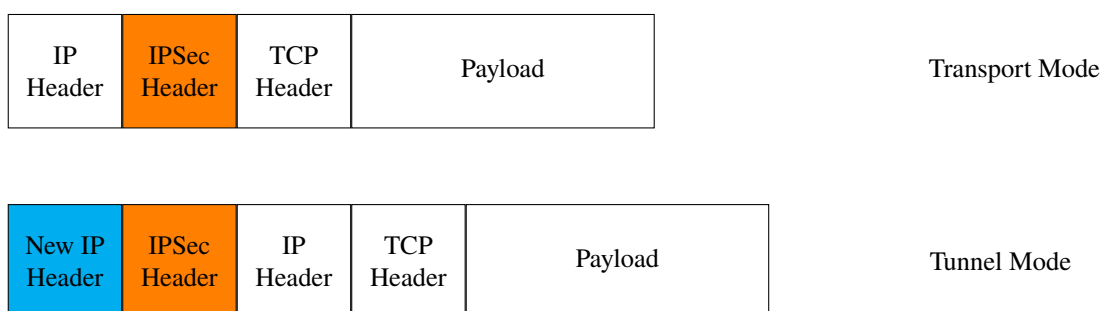 IP
Header
IPSec
Header
TCP
Header
Payload
Transport Mode
New IP
Header
IPSec
Header
IP
Header
TCP
Header
Payload
Tunnel Mode